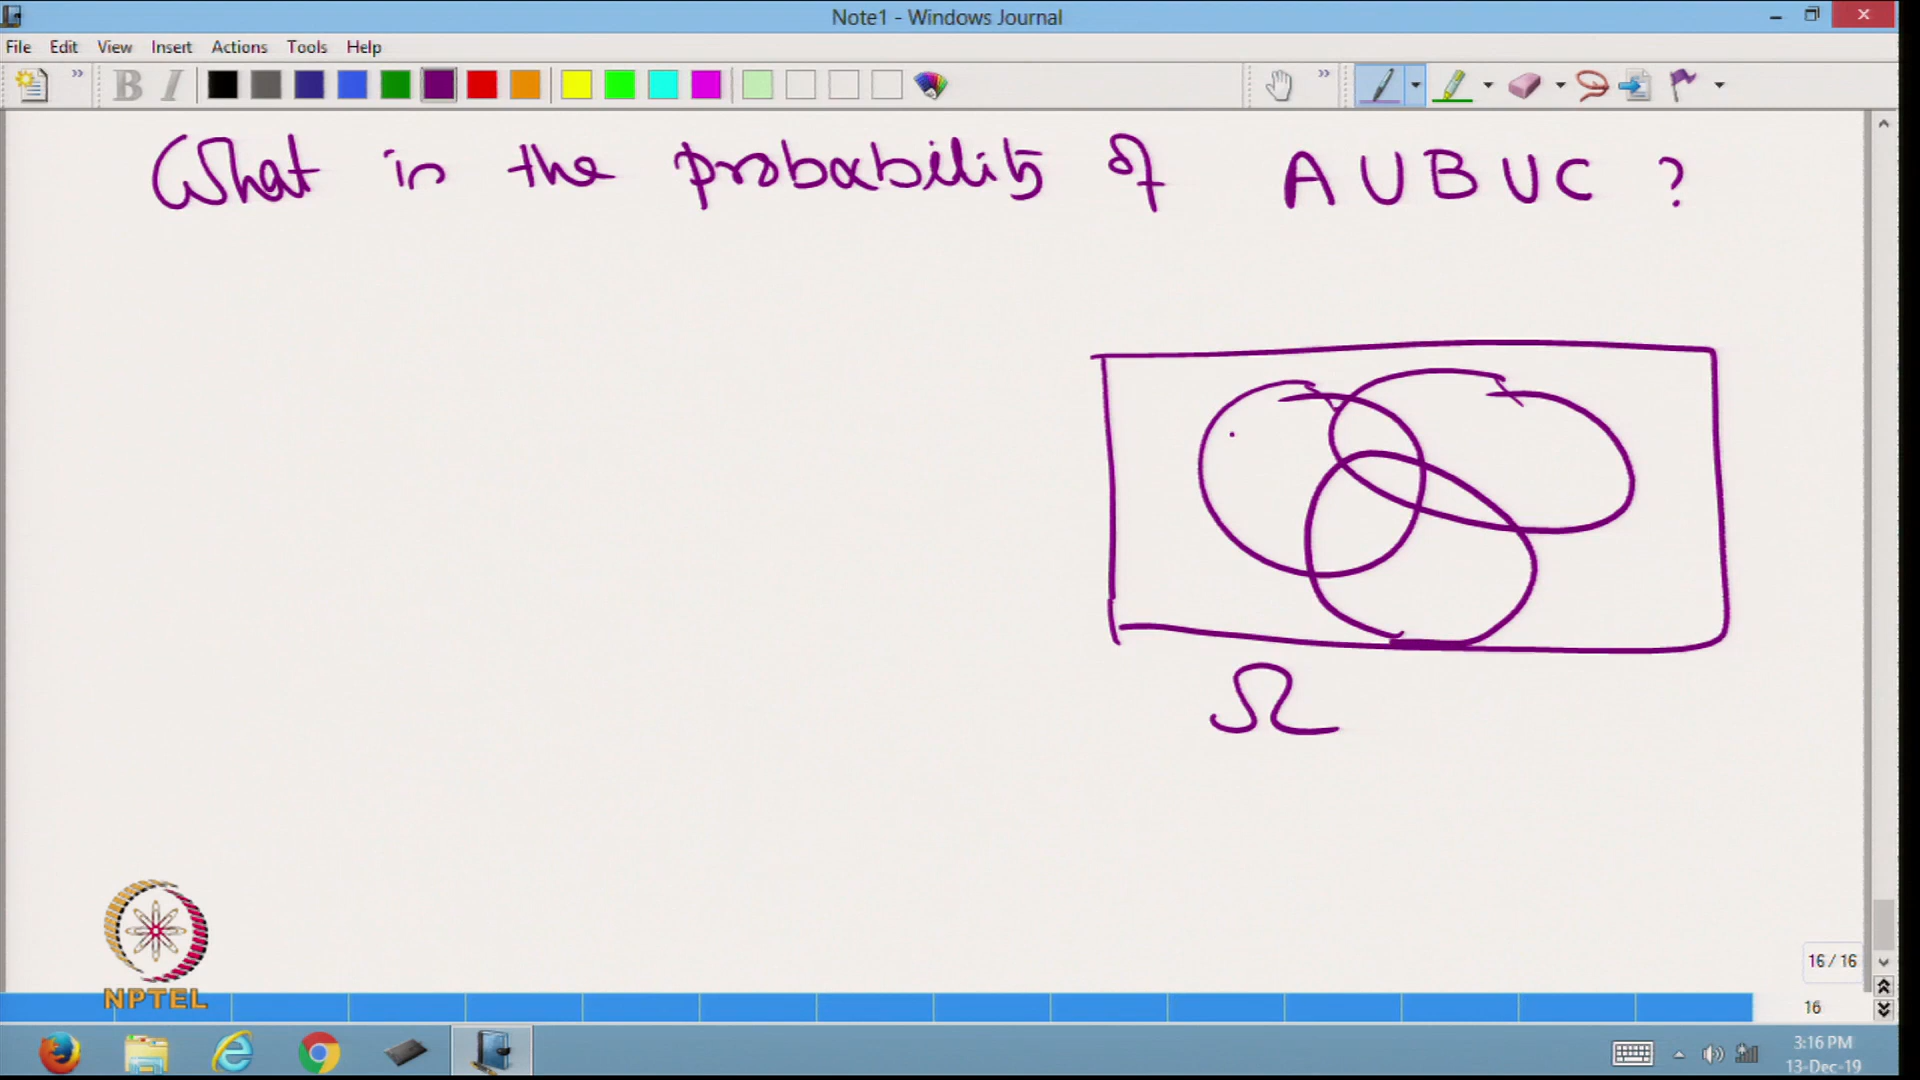 Note1 - Windows Journal
File Edit View Insert Actions Tools Help
B I
What is the probability of A U B U C ?
Ω
NPTEL
16 / 16
16
3:16 PM
13-Dec-19